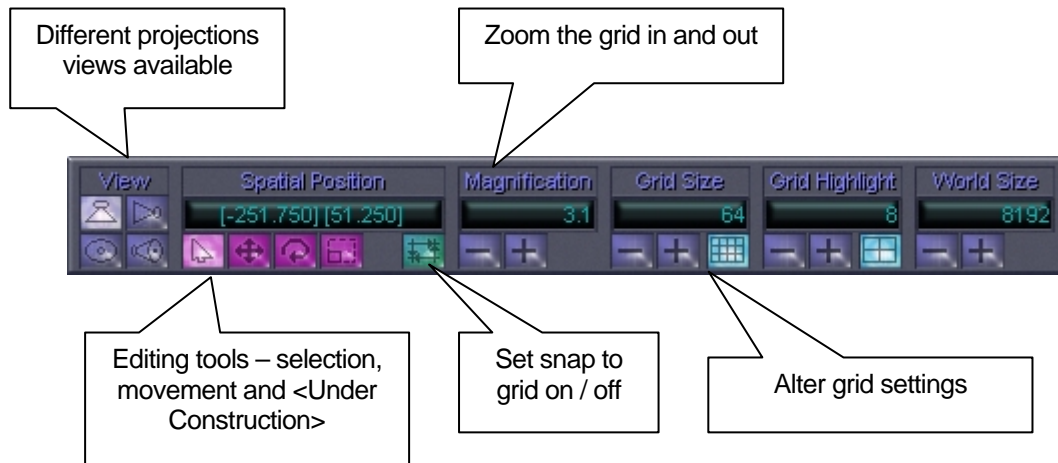 Different projections
views available
Zoom the grid in and out
View
Spatial Position
Magnification
Grid Size
Grid Highlight
World Size
[-251.750] [51.250]
3.1
64
8
8192
Editing tools – selection,
movement and <Under
Construction>
Set snap to
grid on / off
Alter grid settings